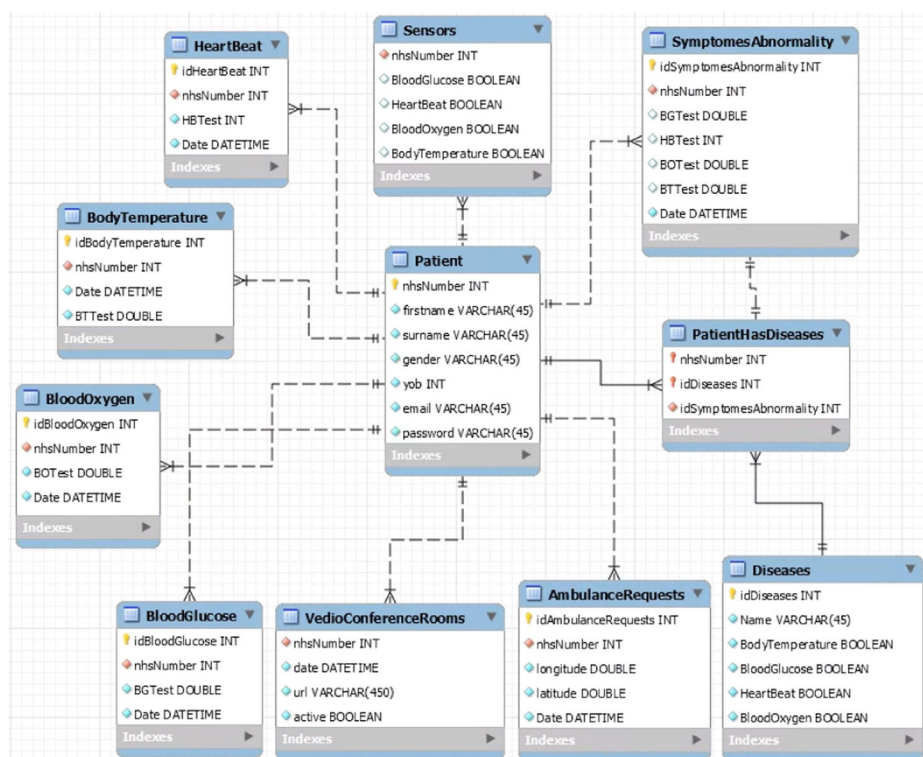 HeartBeat
idHeartBeat INT
nhsNumber INT
HBTest INT
Date DATETIME
Indexes
Sensors
nhsNumber INT
BloodGlucose BOOLEAN
HeartBeat BOOLEAN
BloodOxygen BOOLEAN
BodyTemperature BOOLEAN
Indexes
SymptomesAbnormality
idSymptomesAbnormality INT
nhsNumber INT
BGTest DOUBLE
HBTest INT
BOTest DOUBLE
BTTest DOUBLE
Date DATETIME
Indexes
BodyTemperature
idBodyTemperature INT
nhsNumber INT
Date DATETIME
BTTest DOUBLE
Indexes
Patient
nhsNumber INT
firstname VARCHAR(45)
surname VARCHAR(45)
gender VARCHAR(45)
yob INT
email VARCHAR(45)
password VARCHAR(45)
Indexes
PatientHasDiseases
nhsNumber INT
idDiseases INT
idSymptomesAbnormality INT
Indexes
BloodOxygen
idBloodOxygen INT
nhsNumber INT
BOTest DOUBLE
Date DATETIME
Indexes
BloodGlucose
idBloodGlucose INT
nhsNumber INT
BGTest DOUBLE
Date DATETIME
Indexes
VedioConferenceRooms
nhsNumber INT
date DATETIME
url VARCHAR(450)
active BOOLEAN
Indexes
AmbulanceRequests
idAmbulanceRequests INT
nhsNumber INT
longitude DOUBLE
latitude DOUBLE
Date DATETIME
Indexes
Diseases
idDiseases INT
Name VARCHAR(45)
BodyTemperature BOOLEAN
BloodGlucose BOOLEAN
HeartBeat BOOLEAN
BloodOxygen BOOLEAN
Indexes